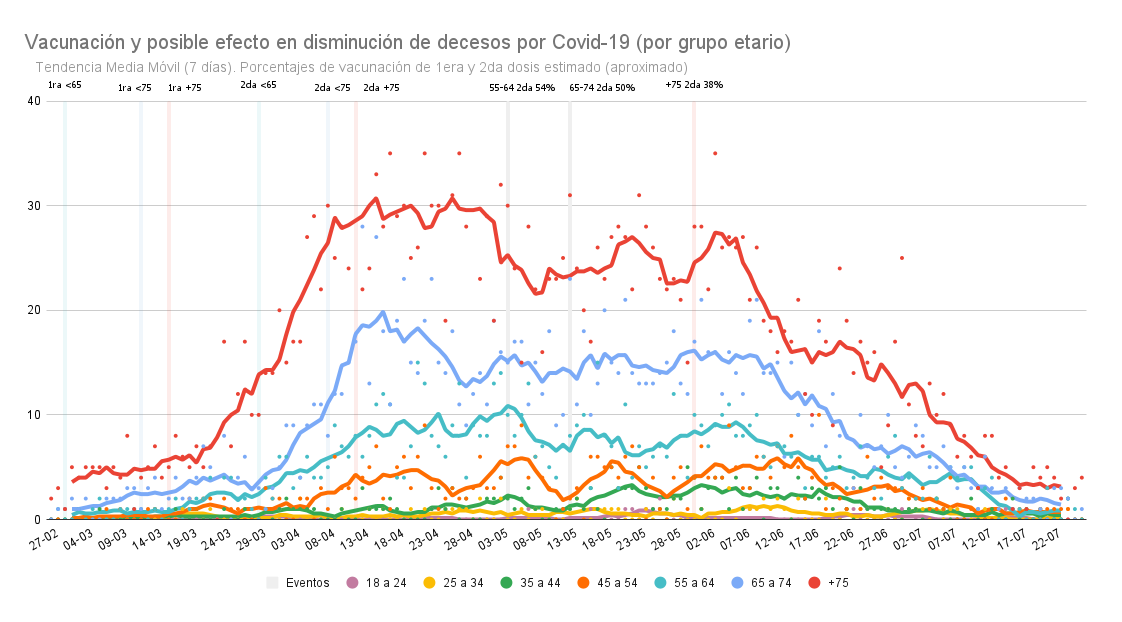 Vacunación y posible efecto en disminución de decesos por Covid-19 (por grupo etario)
Tendencia Media Móvil (7 días). Porcentajes de vacunación de 1era y 2da dosis estimado (aproximado)
1ra <65 1ra <75 1ra +75 2da <65 2da <75 2da +75 55-64 2da 54% 65-74 2da 50% +75 2da 38%
40
30
20
10
0
27-02 04-03 09-03 14-03 19-03 24-03 29-03 03-04 08-04 13-04 18-04 23-04 28-04 03-05 08-05 13-05 18-05 23-05 28-05 02-06 07-06 12-06 17-06 22-06 27-06 02-07 07-07 12-07 17-07 22-07
Eventos 18 a 24 25 a 34 35 a 44 45 a 54 55 a 64 65 a 74 +75